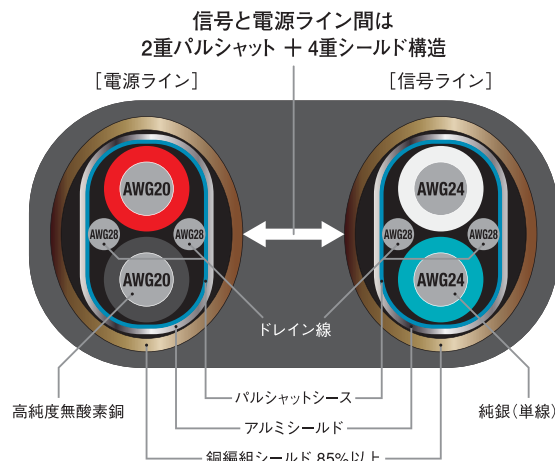 信号と電源ライン間は
2重パルシャット ＋ 4重シールド構造
［電源ライン］
［信号ライン］
AWG20
AWG24
AWG28
AWG28
AWG28
AWG28
AWG20
AWG24
ドレイン線
パルシャットシース
高純度無酸素銅
純銀(単線)
アルミシールド
銅編組シールド 85%以上